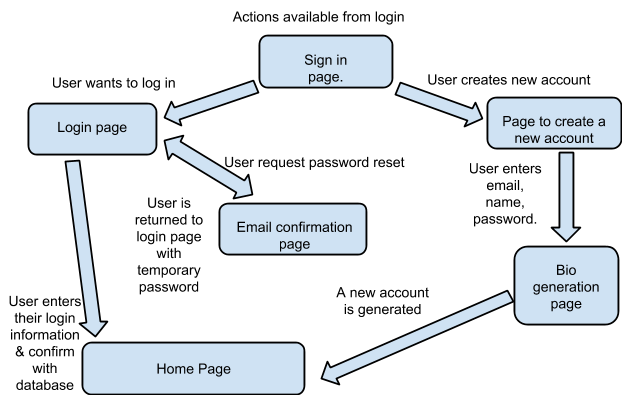 Actions available from login
Sign in
page.
User wants to log in
User creates new account
Login page
Page to create a
new account
User request password reset
User enters
email,
name,
password.
User is
returned to
login page
with
temporary
password
Email confirmation
page
Bio
generation
page
A new account
is generated
User enters
their login
information
& confirm
with
database
Home Page